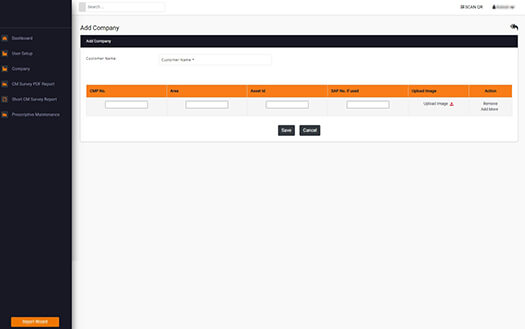 Search...
SCAN QR
Dashboard
User Setup
Company
CM Survey PDF Report
Short CM Survey Report
Prescriptive Maintenance
Add Company
Add Company
Customer Name
Customer Name *
CMP No.
Area
Asset Id
SAP No. if used
Upload Image
Action
Upload Image
Remove
Add More
Save
Cancel